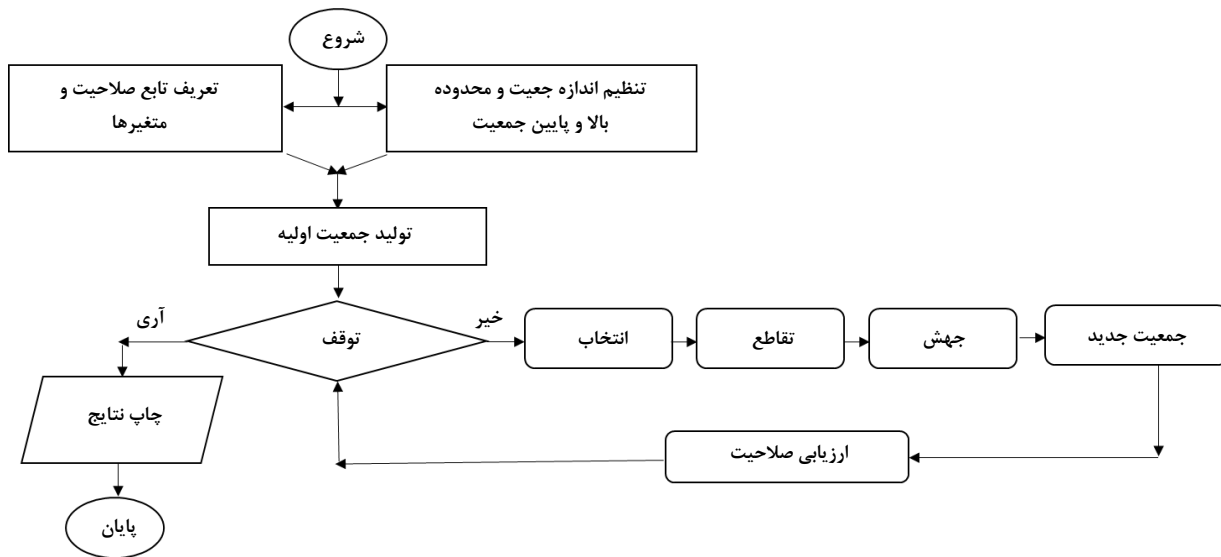 شروع
تنظیم اندازه جعیت و محدوده
بالا و پایین جمعیت
تعریف تابع صلاحیت و
متغیرها
تولید جمعیت اولیه
توقف
آری
خیر
انتخاب
تقاطع
جهش
جمعیت جدید
ارزیابی صلاحیت
چاپ نتایج
پایان